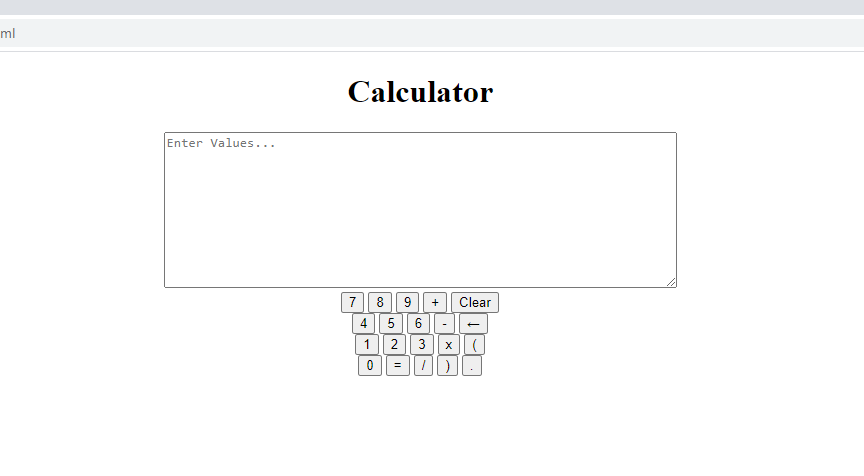 ml
Calculator
Enter Values...
7 8 9 + Clear
4 5 6 - ←
1 2 3 x (
0 = / ) .